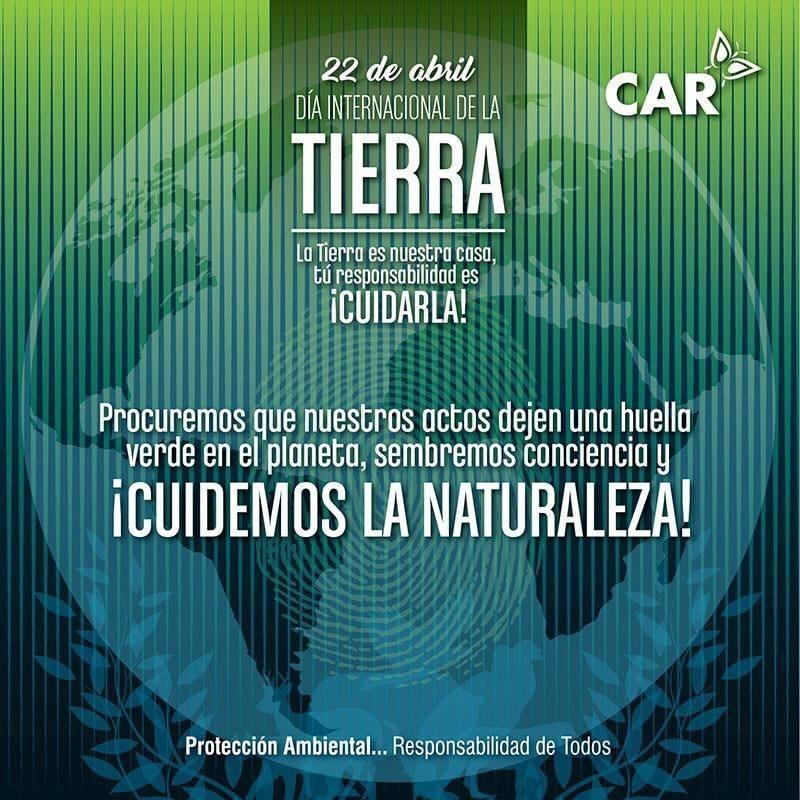 22 de abril
DÍA INTERNACIONAL DE LA
TIERRA
La Tierra es nuestra casa,
tú responsabilidad es
¡CUIDARLA!
CAR
Procuremos que nuestros actos dejen una huella
verde en el planeta, sembremos conciencia y
¡CUIDEMOS LA NATURALEZA!
Protección Ambiental... Responsabilidad de Todos